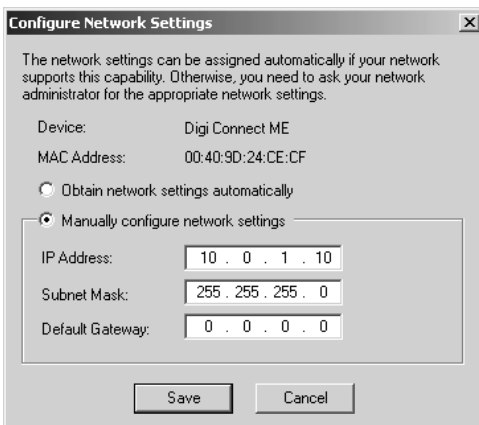 Configure Network Settings
The network settings can be assigned automatically if your network
supports this capability. Otherwise, you need to ask your network
administrator for the appropriate network settings.
Device: Digi Connect ME
MAC Address: 00:40:9D:24:CE:CF
Obtain network settings automatically
Manually configure network settings
IP Address: 10 . 0 . 1 . 10
Subnet Mask: 255 . 255 . 255 . 0
Default Gateway: 0 . 0 . 0 . 0
Save Cancel